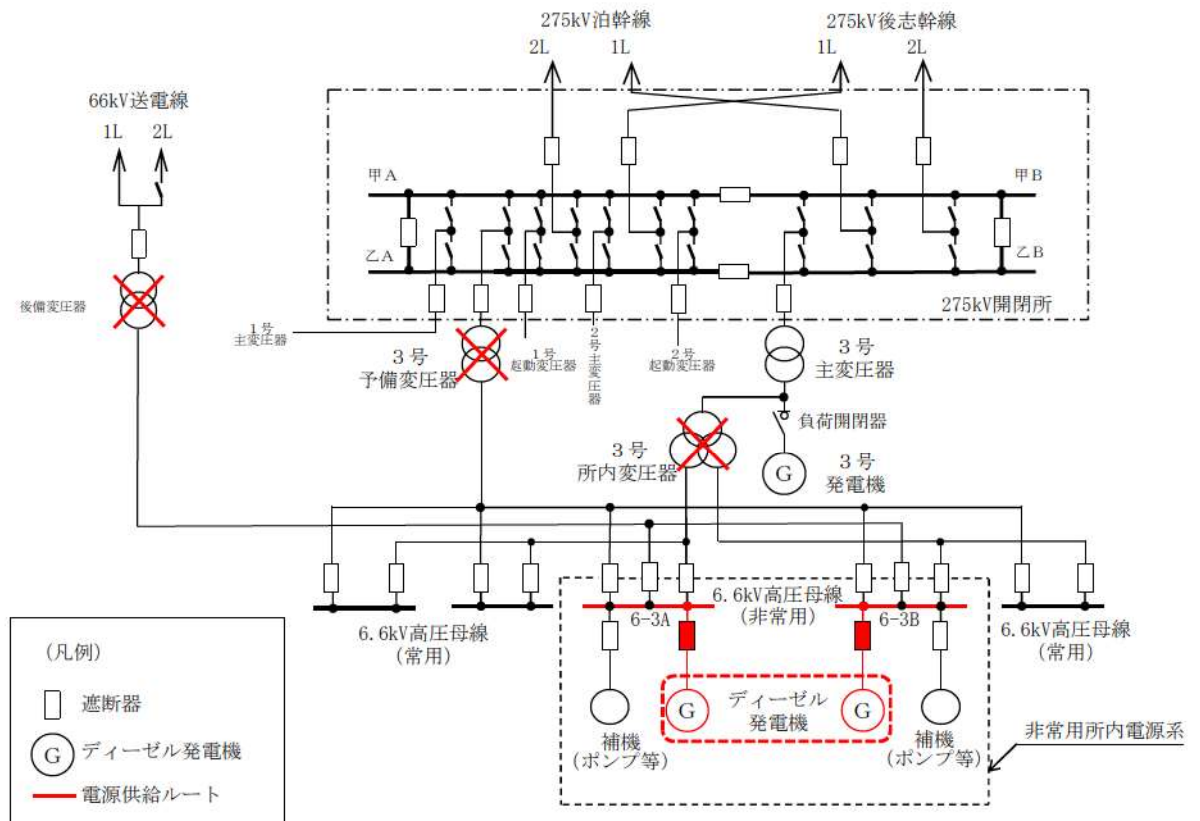 275kV泊幹線
275kV後志幹線
2L
1L
1L
2L
66kV送電線
1L
2L
甲A
甲B
乙A
乙B
275kV開閉所
後備変圧器
1号
主変圧器
3号
予備変圧器
1号
起動変圧器
2号主変圧器
2号
起動変圧器
3号
主変圧器
負荷開閉器
3号
所内変圧器
G
3号
発電機
6.6kV高圧母線
(常用)
6-3A
6.6kV高圧母線
(非常用)
6-3B
6.6kV高圧母線
(常用)
G
ディーゼル
発電機
G
補機
(ポンプ等)
補機
(ポンプ等)
非常用所内電源系
(凡例)
遮断器
G
ディーゼル発電機
電源供給ルート